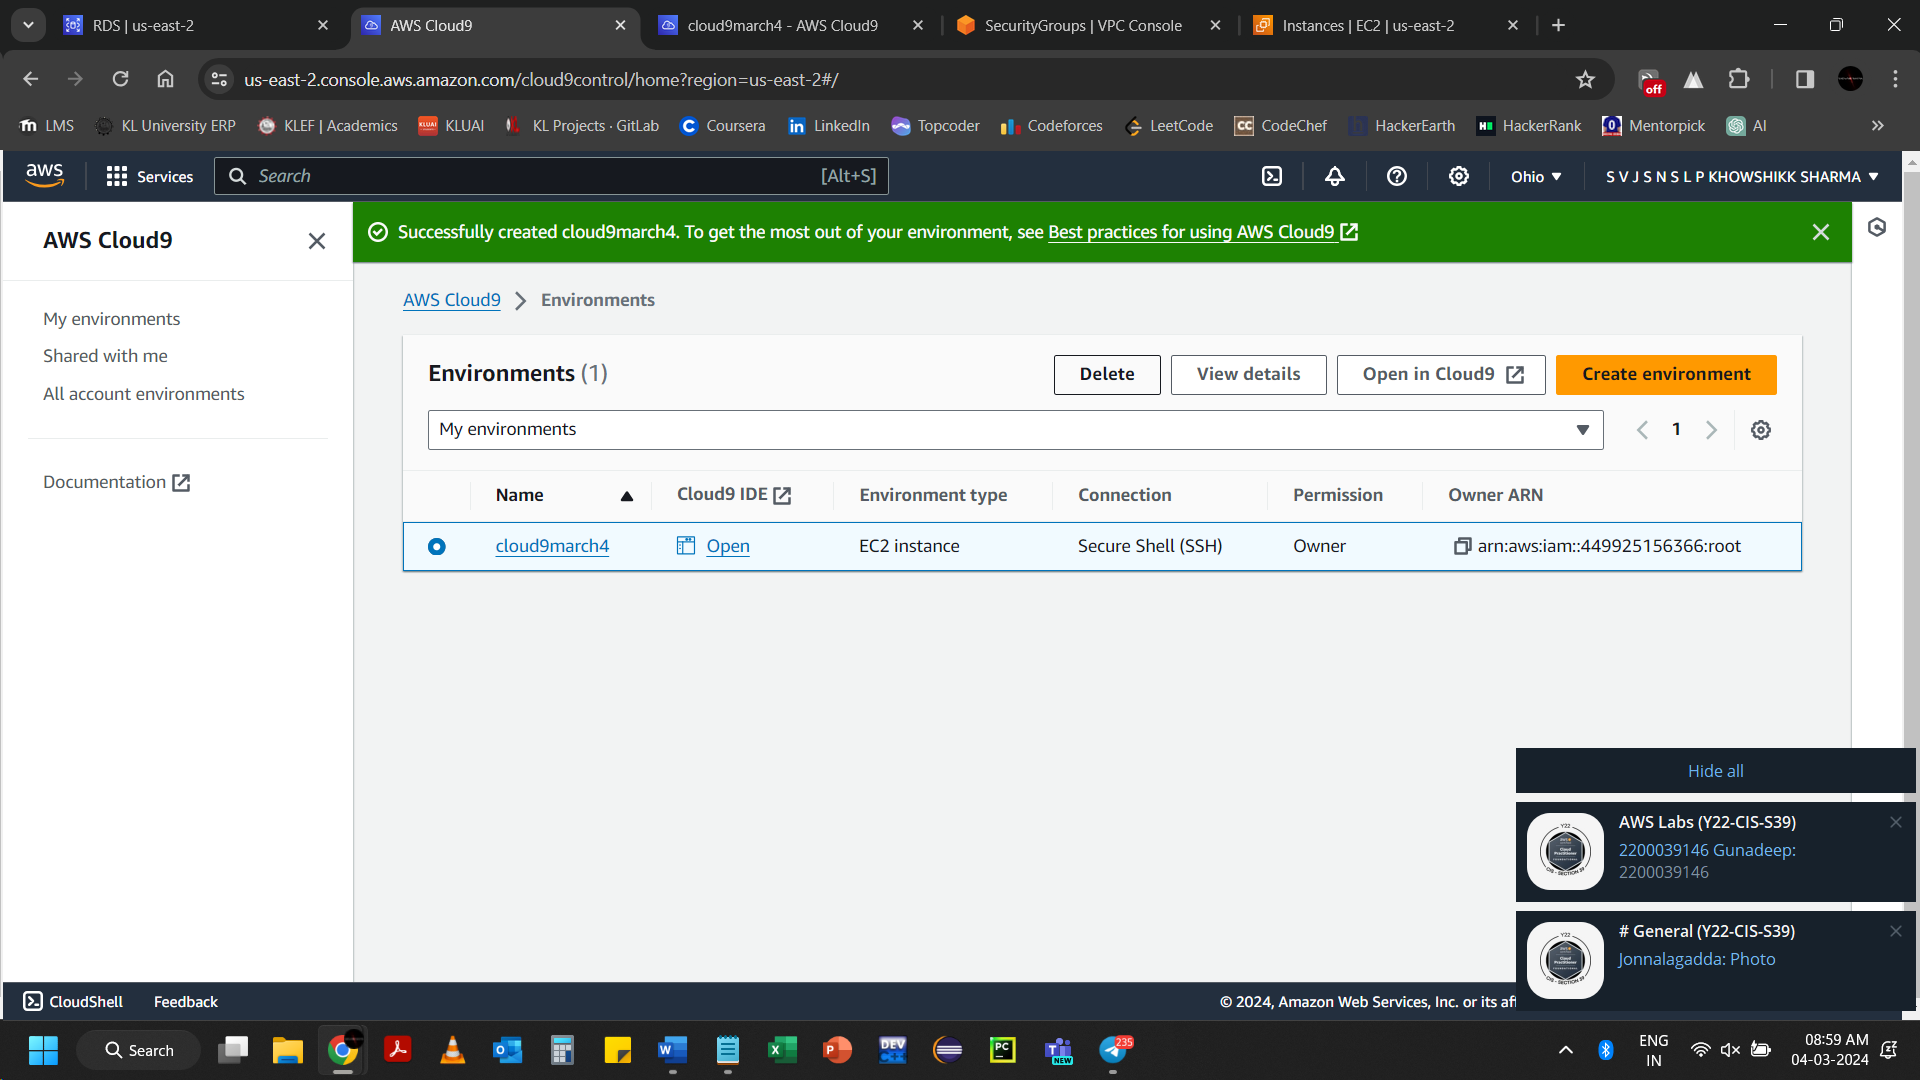 RDS | us-east-2
AWS Cloud9
cloud9march4 - AWS Cloud9
SecurityGroups | VPC Console
Instances | EC2 | us-east-2
us-east-2.console.aws.amazon.com/cloud9control/home?region=us-east-2#/
off
LMS
KL University ERP
KLEF | Academics
KLUAI
KL Projects · GitLab
Coursera
LinkedIn
Topcoder
Codeforces
LeetCode
CodeChef
HackerEarth
HackerRank
Mentorpick
AI
aws
Services
Search
[Alt+S]
Ohio
S V J S N S L P KHOWSHIKK SHARMA
AWS Cloud9
Successfully created cloud9march4. To get the most out of your environment, see Best practices for using AWS Cloud9
My environments
Shared with me
All account environments
Documentation
AWS Cloud9 > Environments
Environments (1)
Delete
View details
Open in Cloud9
Create environment
My environments
1
Name
Cloud9 IDE
Environment type
Connection
Permission
Owner ARN
cloud9march4
Open
EC2 instance
Secure Shell (SSH)
Owner
arn:aws:iam::449925156366:root
Hide all
AWS Labs (Y22-CIS-S39)
2200039146 Gunadeep:
2200039146
# General (Y22-CIS-S39)
Jonnalagadda: Photo
CloudShell
Feedback
© 2024, Amazon Web Services, Inc. or its af
Search
235
ENG
IN
08:59 AM
04-03-2024